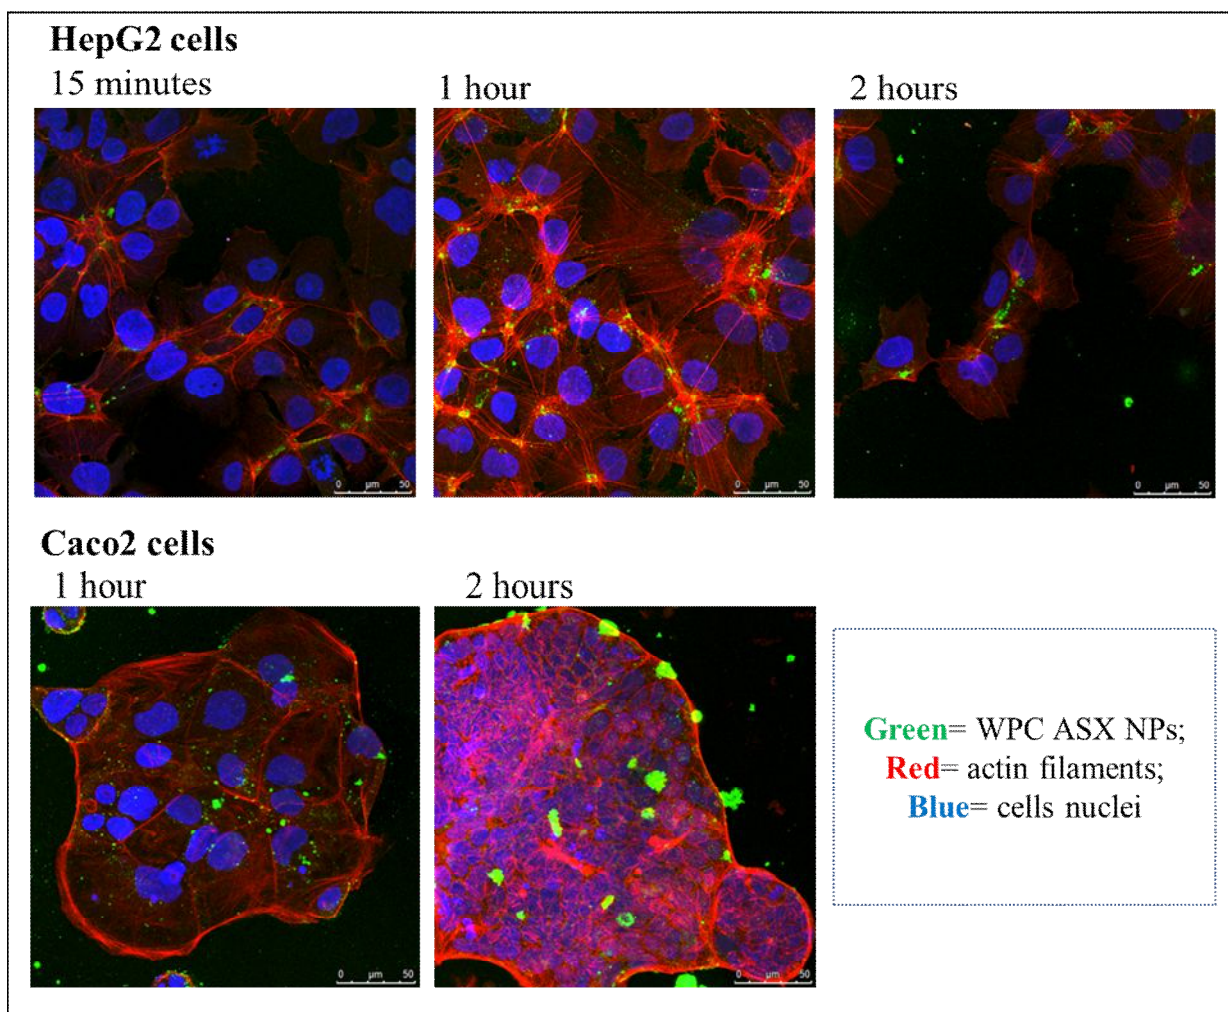 HepG2 cells
15 minutes
1 hour
2 hours
0 µm 50
0 µm 50
0 µm 50
Caco2 cells
1 hour
2 hours
0 µm 50
0 µm 50
Green= WPC ASX NPs;
Red= actin filaments;
Blue= cells nuclei